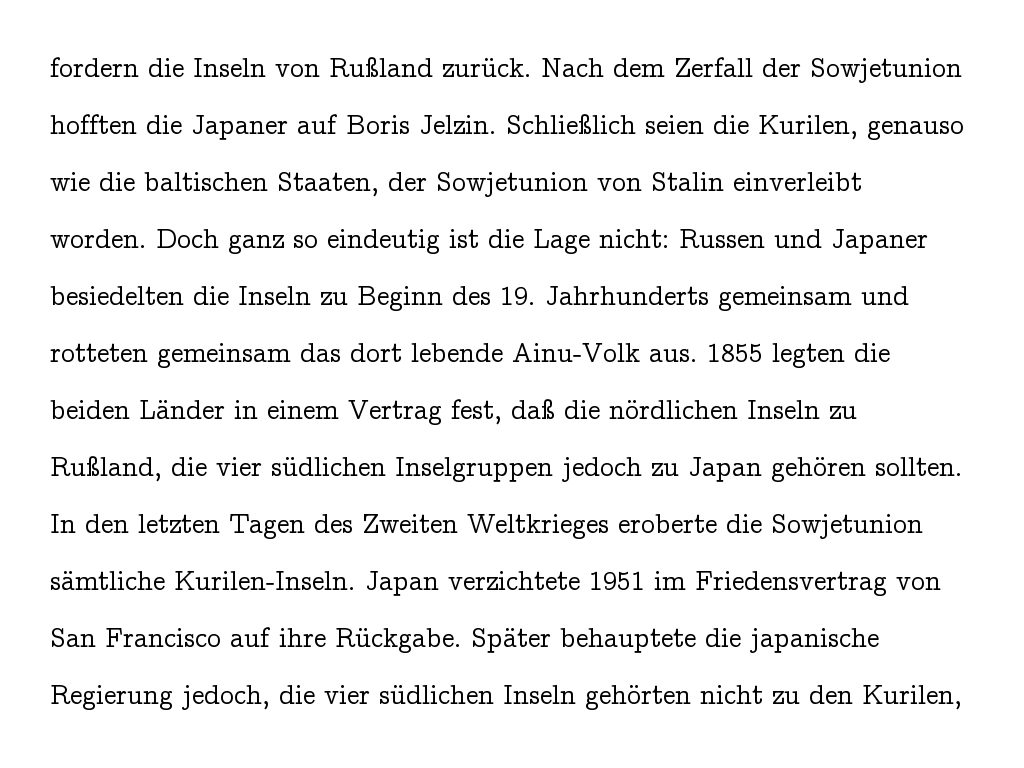 fordern die Inseln von Rußland zurück. Nach dem Zerfall der Sowjetunion
hofften die Japaner auf Boris Jelzin. Schließlich seien die Kurilen, genauso
wie die baltischen Staaten, der Sowjetunion von Stalin einverleibt
worden. Doch ganz so eindeutig ist die Lage nicht: Russen und Japaner
besiedelten die Inseln zu Beginn des 19. Jahrhunderts gemeinsam und
rotteten gemeinsam das dort lebende Ainu-Volk aus. 1855 legten die
beiden Länder in einem Vertrag fest, daß die nördlichen Inseln zu
Rußland, die vier südlichen Inselgruppen jedoch zu Japan gehören sollten.
In den letzten Tagen des Zweiten Weltkrieges eroberte die Sowjetunion
sämtliche Kurilen-Inseln. Japan verzichtete 1951 im Friedensvertrag von
San Francisco auf ihre Rückgabe. Später behauptete die japanische
Regierung jedoch, die vier südlichen Inseln gehörten nicht zu den Kurilen,